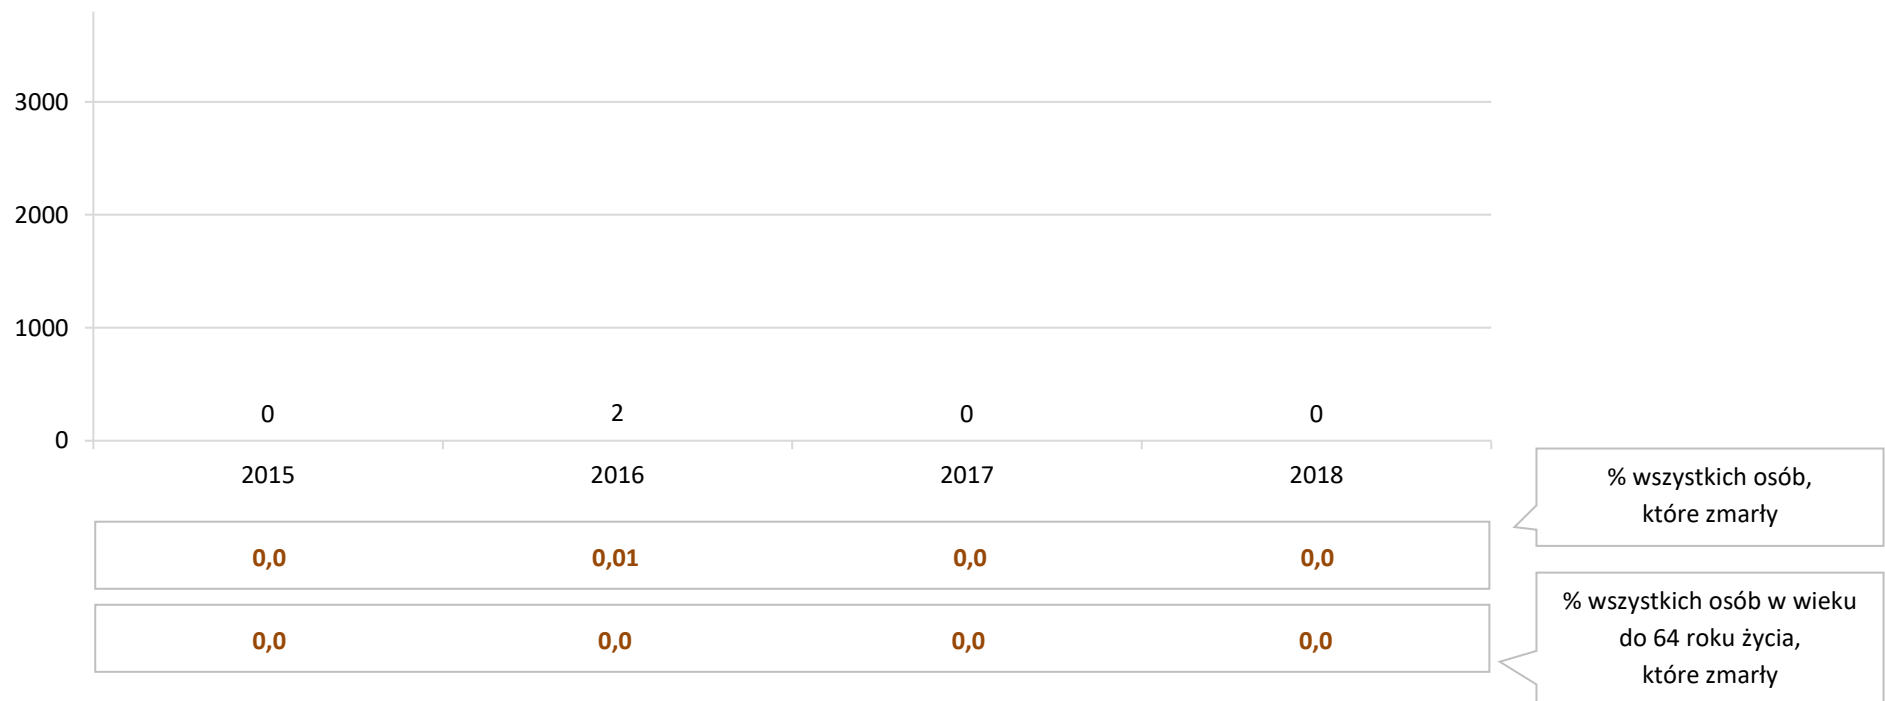 3000
2000
1000
0
0 2 0 0
2015 2016 2017 2018
% wszystkich osób,
które zmarły
0,0 0,01 0,0 0,0
% wszystkich osób w wieku
do 64 roku życia,
które zmarły
0,0 0,0 0,0 0,0